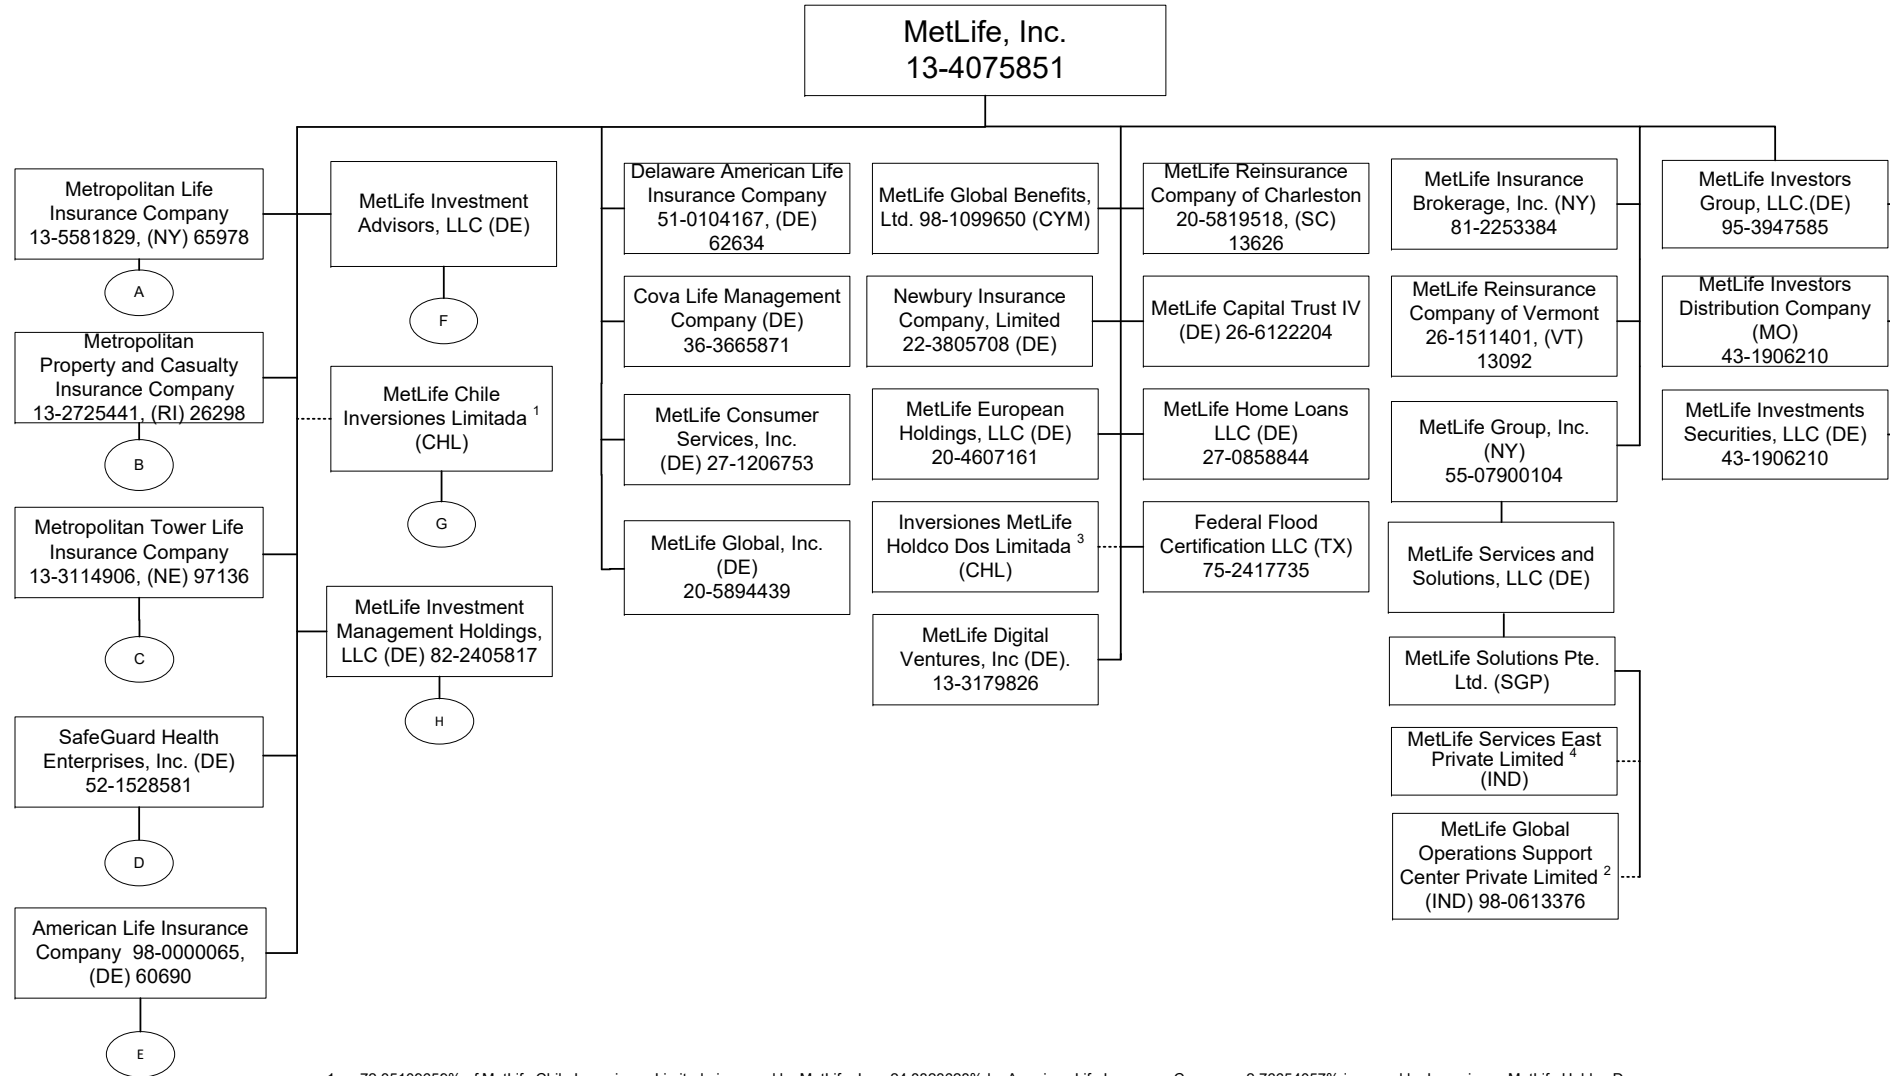 MetLife, Inc.
13-4075851
Metropolitan Life
Insurance Company
13-5581829, (NY) 65978
A
Metropolitan
Property and Casualty
Insurance Company
13-2725441, (RI) 26298
B
Metropolitan Tower Life
Insurance Company
13-3114906, (NE) 97136
C
SafeGuard Health
Enterprises, Inc. (DE)
52-1528581
D
American Life Insurance
Company 98-0000065,
(DE) 60690
E
MetLife Investment
Advisors, LLC (DE)
F
MetLife Chile
Inversiones Limitada 1
(CHL)
G
MetLife Investment
Management Holdings,
LLC (DE) 82-2405817
H
Delaware American Life
Insurance Company
51-0104167, (DE)
62634
Cova Life Management
Company (DE)
36-3665871
MetLife Consumer
Services, Inc.
(DE) 27-1206753
MetLife Global, Inc.
(DE)
20-5894439
MetLife Global Benefits,
Ltd. 98-1099650 (CYM)
Newbury Insurance
Company, Limited
22-3805708 (DE)
MetLife European
Holdings, LLC (DE)
20-4607161
Inversiones MetLife
Holdco Dos Limitada 3
(CHL)
MetLife Digital
Ventures, Inc (DE).
13-3179826
MetLife Reinsurance
Company of Charleston
20-5819518, (SC)
13626
MetLife Capital Trust IV
(DE) 26-6122204
MetLife Home Loans
LLC (DE)
27-0858844
Federal Flood
Certification LLC (TX)
75-2417735
MetLife Insurance
Brokerage, Inc. (NY)
81-2253384
MetLife Reinsurance
Company of Vermont
26-1511401, (VT)
13092
MetLife Group, Inc.
(NY)
55-07900104
MetLife Services and
Solutions, LLC (DE)
MetLife Solutions Pte.
Ltd. (SGP)
MetLife Services East
Private Limited 4
(IND)
MetLife Global
Operations Support
Center Private Limited 2
(IND) 98-0613376
MetLife Investors
Group, LLC.(DE)
95-3947585
MetLife Investors
Distribution Company
(MO)
43-1906210
MetLife Investments
Securities, LLC (DE)
43-1906210